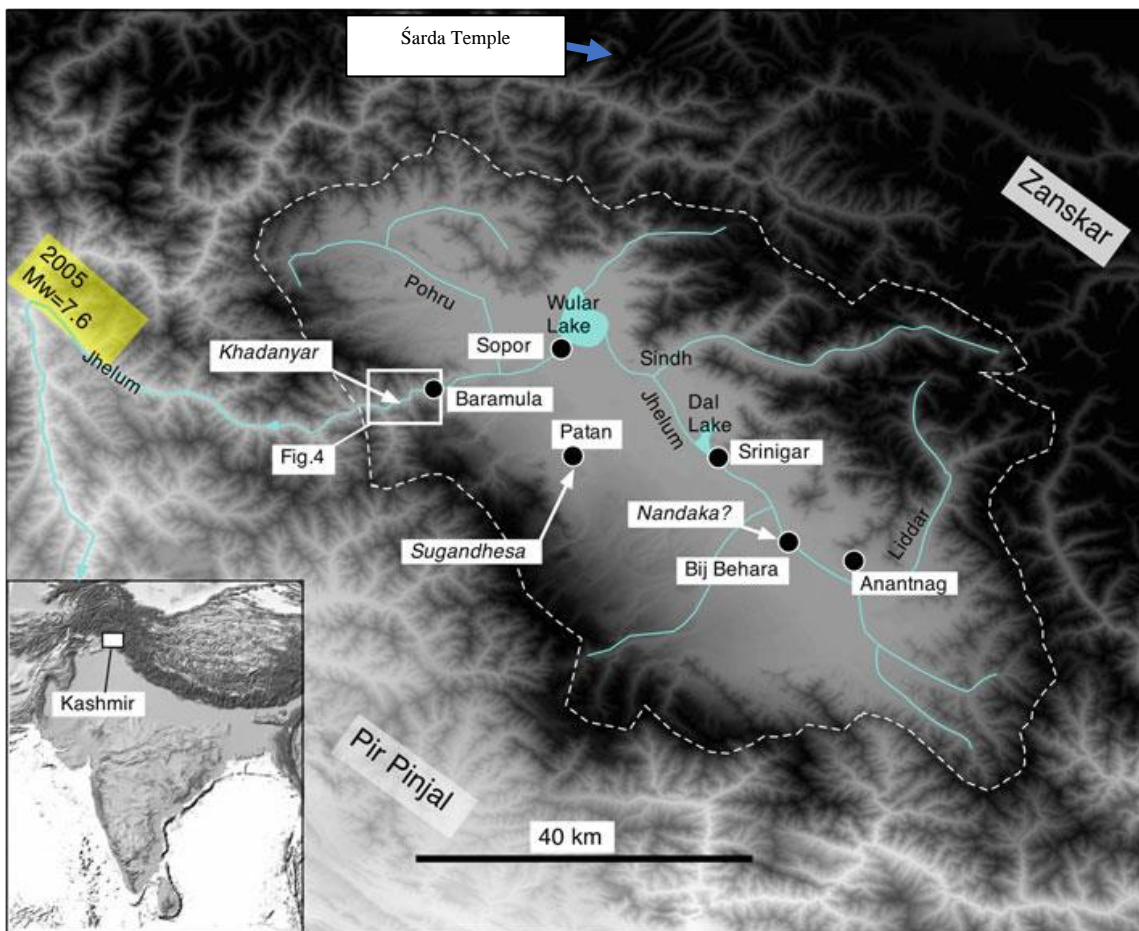 Śarda Temple
Zanskar
2005
Mw=7.6
Pohru
Wular
Lake
Khadanyar
Sopor
Sindh
Jhelum
Baramula
Dal
Lake
Jhelum
Patan
Srinigar
Fig.4
Nandaka?
Sugandhesa
Liddar
Bij Behara
Anantnag
Kashmir
Pir Pinjal
40 km